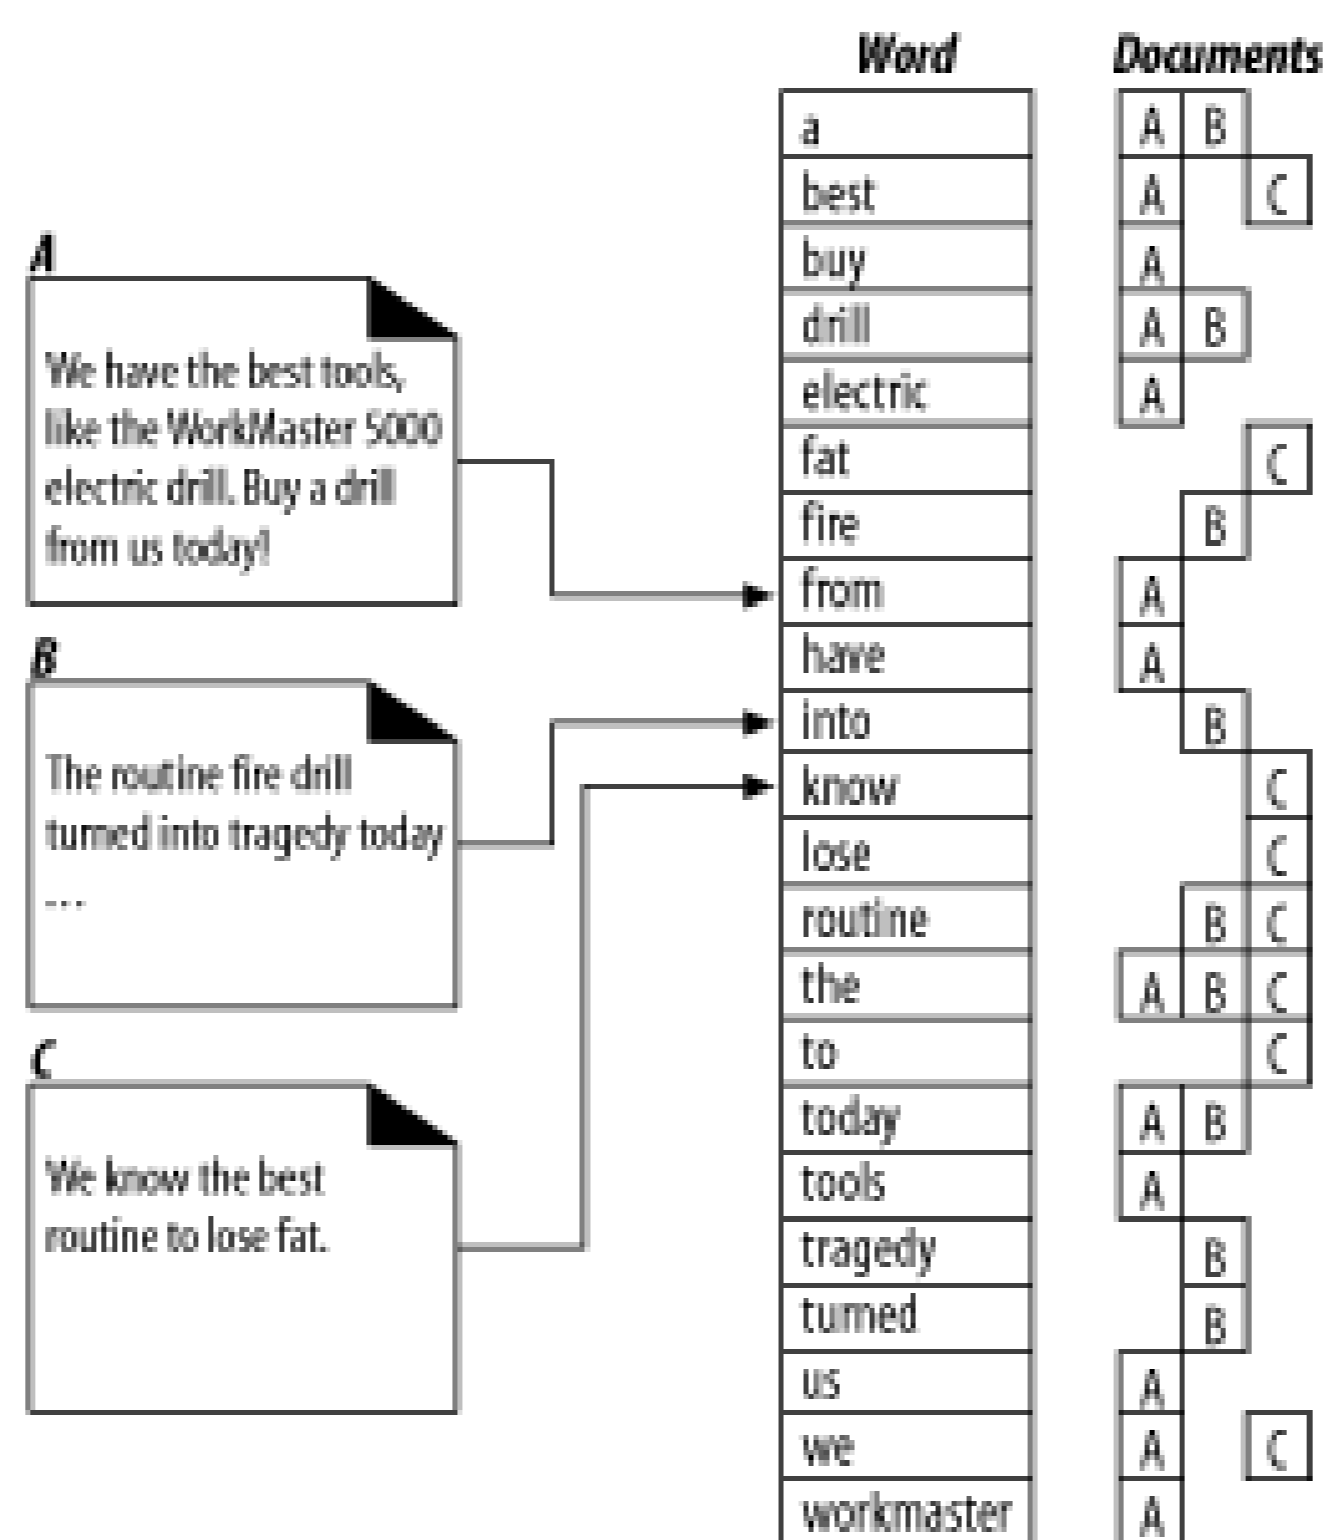 Word Documents
a A B
best A C
buy A
drill A B
electric A
fat C
fire B
from A
have A
into B
know C
lose C
routine B C
the A B C
to C
today A B
tools A
tragedy B
turned B
us A
we A C
workmaster A
A
We have the best tools,
like the WorkMaster 5000
electric drill. Buy a drill
from us today!
B
The routine fire drill
turned into tragedy today
...
C
We know the best
routine to lose fat.